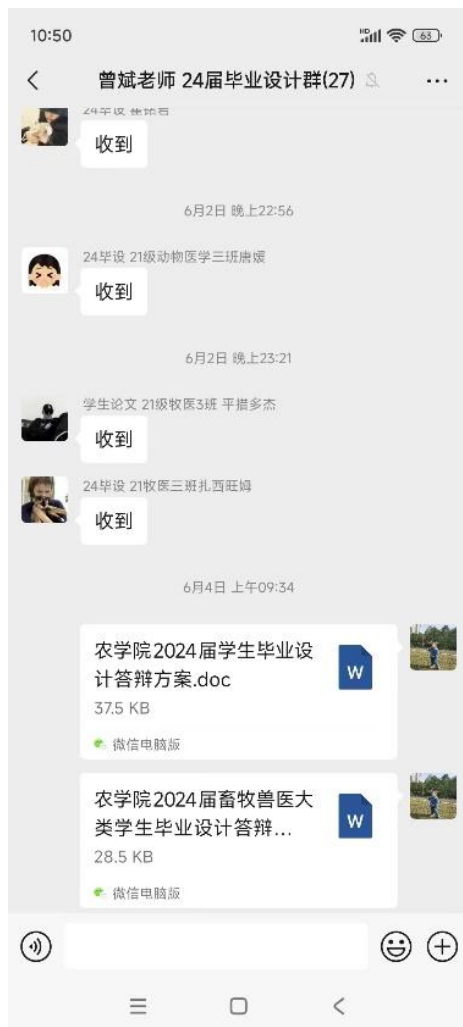 10:50
HD
63
曾斌老师 24届毕业设计群(27)
24毕设
收到
6月2日 晚上22:56
24毕设 21级动物医学三班唐嫒
收到
6月2日 晚上23:21
学生论文 21级牧医3班 平措多杰
收到
24毕设 21牧医三班扎西旺姆
收到
6月4日 上午09:34
农学院2024届学生毕业设
计答辩方案.doc
W
37.5 KB
微信电脑版
农学院2024届畜牧兽医大
类学生毕业设计答辩...
W
28.5 KB
微信电脑版